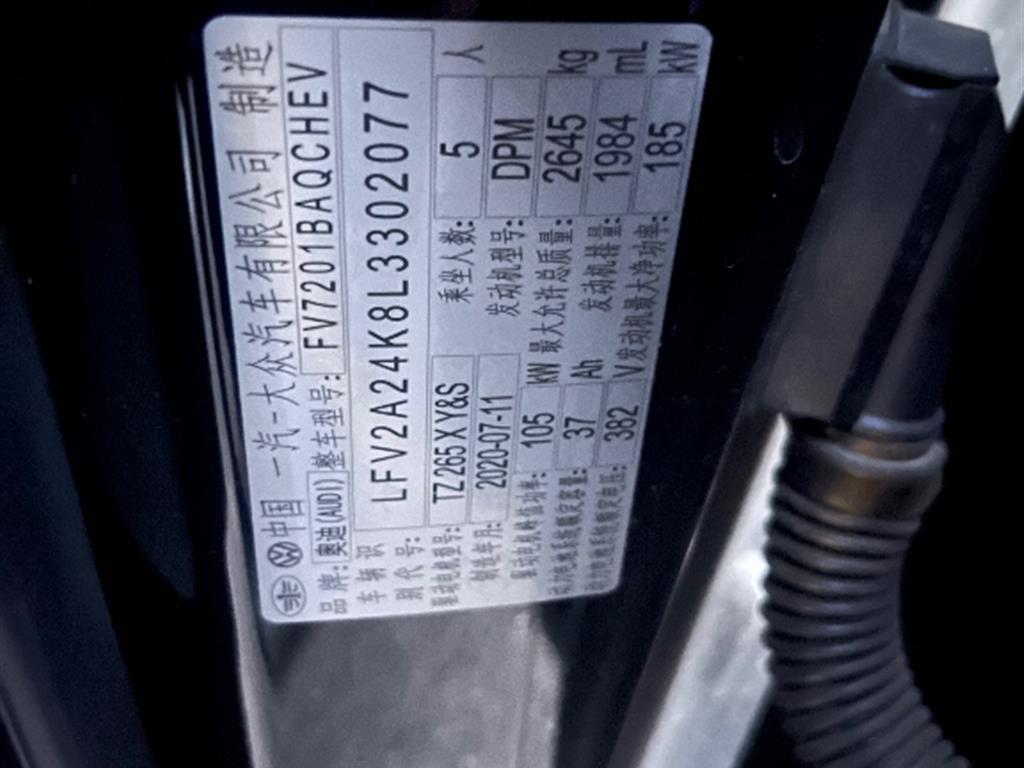 中国 一汽-大众汽车有限公司 制造
品牌: 奥迪(AUDI) 整车型号: FV7201BAQCHEV
车辆识别代号: LFV2A24K8L3302077
驱动电机型号: TZ265XY&S 乘坐人数: 5 人
制造年月: 2020-07-11 发动机型号: DPM
驱动电机峰值功率: 105 kW 最大允许总质量: 2645 kg
动力电池系统额定容量: 37 Ah 发动机排量: 1984 mL
动力电池系统额定电压: 382 V 发动机最大净功率: 185 kW